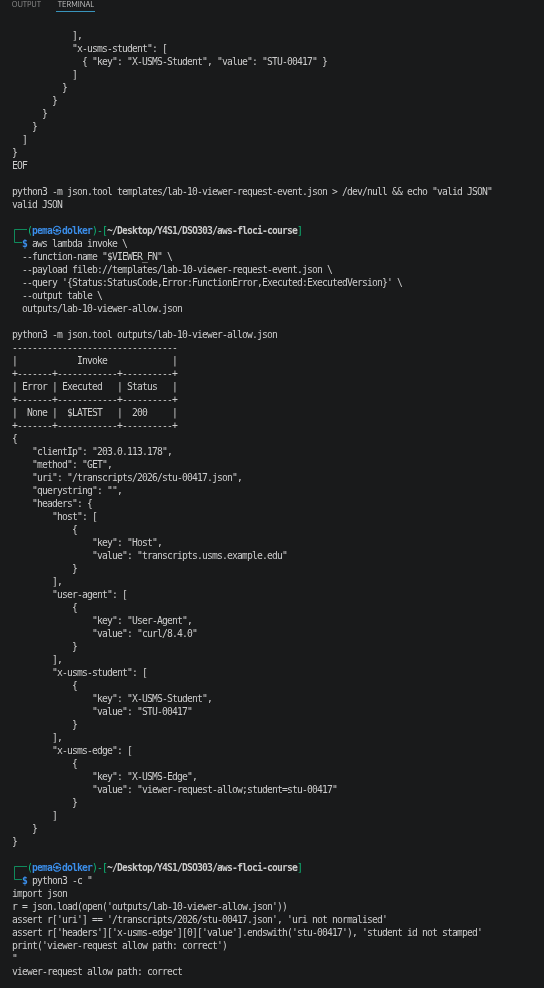 OUTPUT TERMINAL
],
"x-usms-student": [
{ "key": "X-USMS-Student", "value": "STU-00417" }
]
}
}
}
}
]
}
EOF
python3 -m json.tool templates/lab-10-viewer-request-event.json > /dev/null && echo "valid JSON"
valid JSON
┌──(pema㉿dolker)-[~/Desktop/Y4S1/DSO303/aws-floci-course]
└─$ aws lambda invoke \
--function-name "$VIEWER_FN" \
--payload fileb://templates/lab-10-viewer-request-event.json \
--query '{Status:StatusCode,Error:FunctionError,Executed:ExecutedVersion}' \
--output table \
outputs/lab-10-viewer-allow.json
python3 -m json.tool outputs/lab-10-viewer-allow.json
---------------------------------
| Invoke |
+-------+------------+----------+
| Error | Executed | Status |
+-------+------------+----------+
| None | $LATEST | 200 |
+-------+------------+----------+
{
"clientIp": "203.0.113.178",
"method": "GET",
"uri": "/transcripts/2026/stu-00417.json",
"querystring": "",
"headers": {
"host": [
{
"key": "Host",
"value": "transcripts.usms.example.edu"
}
],
"user-agent": [
{
"key": "User-Agent",
"value": "curl/8.4.0"
}
],
"x-usms-student": [
{
"key": "X-USMS-Student",
"value": "STU-00417"
}
],
"x-usms-edge": [
{
"key": "X-USMS-Edge",
"value": "viewer-request-allow;student=stu-00417"
}
]
}
}
┌──(pema㉿dolker)-[~/Desktop/Y4S1/DSO303/aws-floci-course]
└─$ python3 -c "
import json
r = json.load(open('outputs/lab-10-viewer-allow.json'))
assert r['uri'] == '/transcripts/2026/stu-00417.json', 'uri not normalised'
assert r['headers']['x-usms-edge'][0]['value'].endswith('stu-00417'), 'student id not stamped'
print('viewer-request allow path: correct')
"
viewer-request allow path: correct